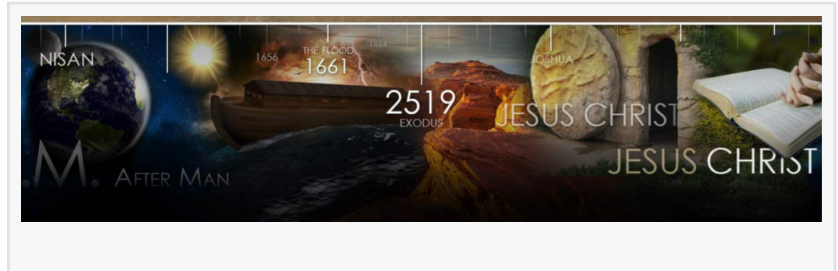 NISAN
1656
THE FLOOD
1661
JOSHUA
2519
EXODUS
JESUS CHRIST
JESUS CHRIST
M. AFTER MAN